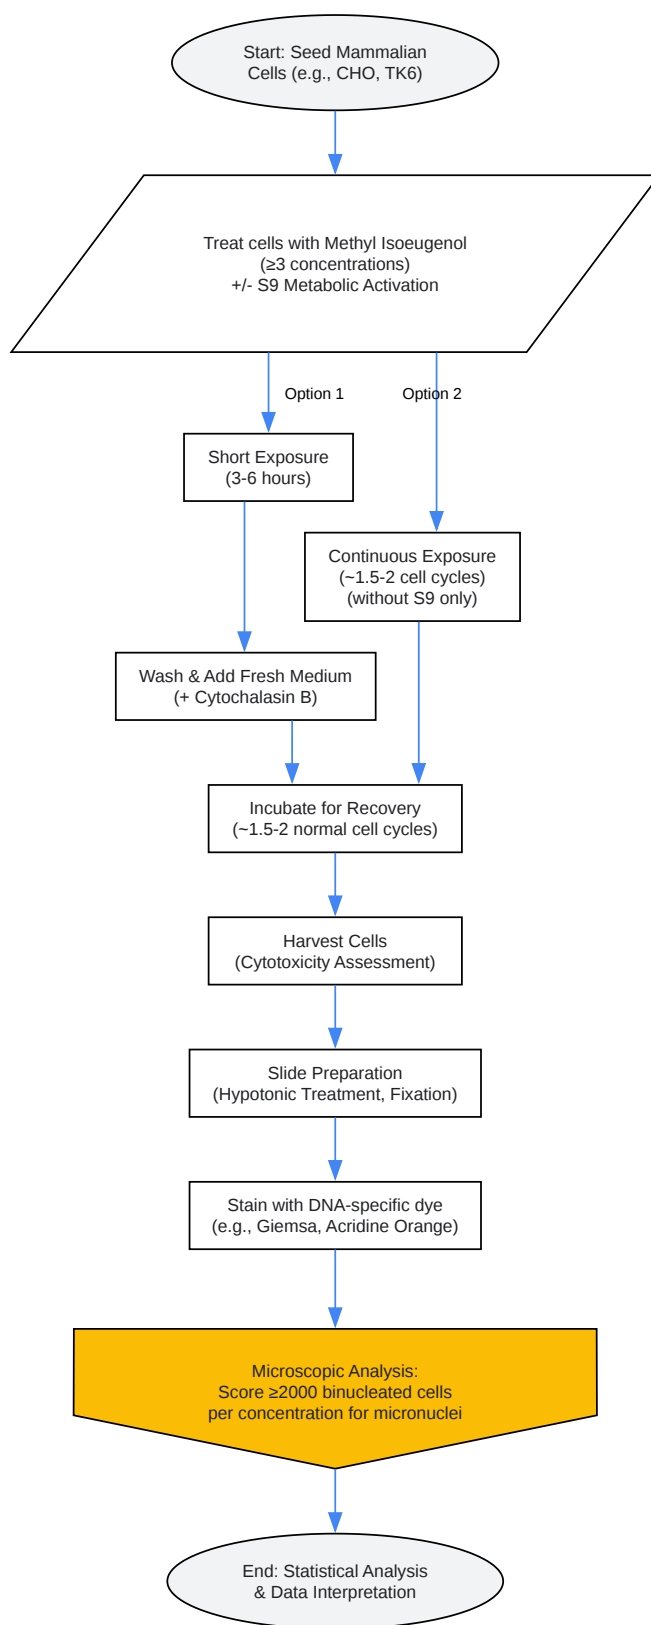 Start: Seed Mammalian
Cells (e.g., CHO, TK6)
Treat cells with Methyl Isoeugenol
(≥3 concentrations)
+/- S9 Metabolic Activation
Option 1
Option 2
Short Exposure
(3-6 hours)
Continuous Exposure
(~1.5-2 cell cycles)
(without S9 only)
Wash & Add Fresh Medium
(+ Cytochalasin B)
Incubate for Recovery
(~1.5-2 normal cell cycles)
Harvest Cells
(Cytotoxicity Assessment)
Slide Preparation
(Hypotonic Treatment, Fixation)
Stain with DNA-specific dye
(e.g., Giemsa, Acridine Orange)
Microscopic Analysis:
Score ≥2000 binucleated cells
per concentration for micronuclei
End: Statistical Analysis
& Data Interpretation